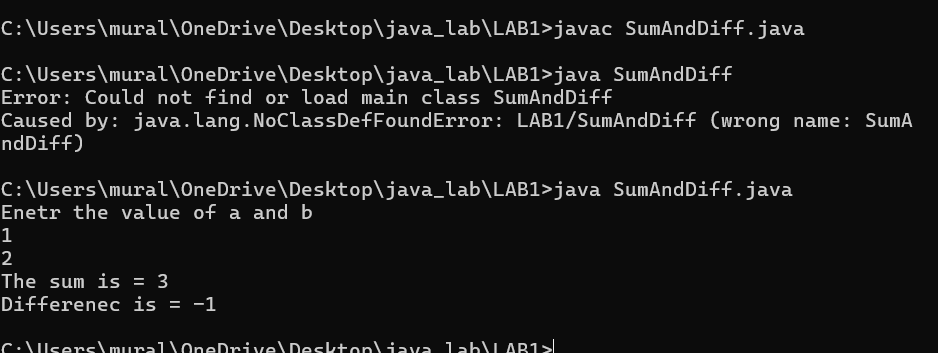 C:\Users\mural\OneDrive\Desktop\java_lab\LAB1>javac SumAndDiff.java
C:\Users\mural\OneDrive\Desktop\java_lab\LAB1>java SumAndDiff
Error: Could not find or load main class SumAndDiff
Caused by: java.lang.NoClassDefFoundError: LAB1/SumAndDiff (wrong name: SumA
ndDiff)
C:\Users\mural\OneDrive\Desktop\java_lab\LAB1>java SumAndDiff.java
Enetr the value of a and b
1
2
The sum is = 3
Differenec is = -1
C:\Users\mural\OneDrive\Desktop\java_lab\LAB1>